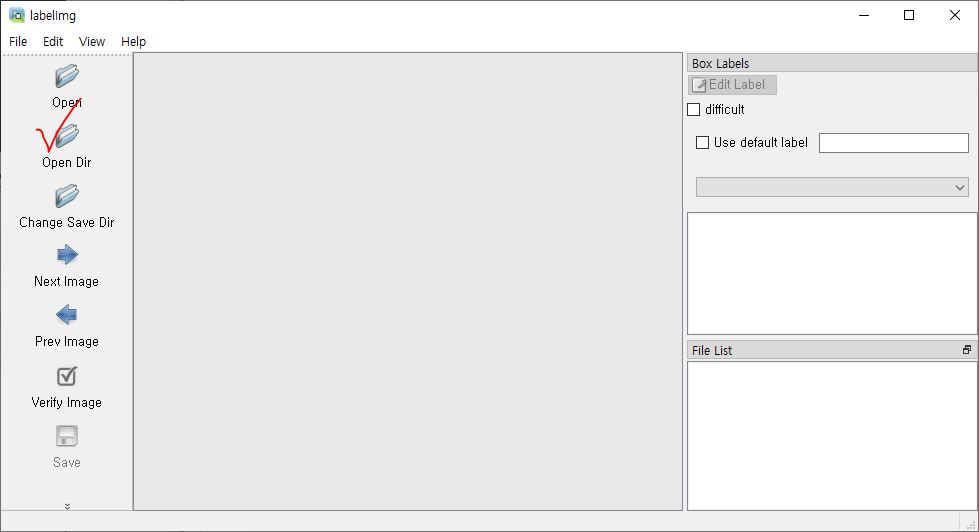 labelImg
File Edit View Help
Open
Open Dir
Change Save Dir
Next Image
Prev Image
Verify Image
Save
Box Labels
Edit Label
difficult
Use default label
File List